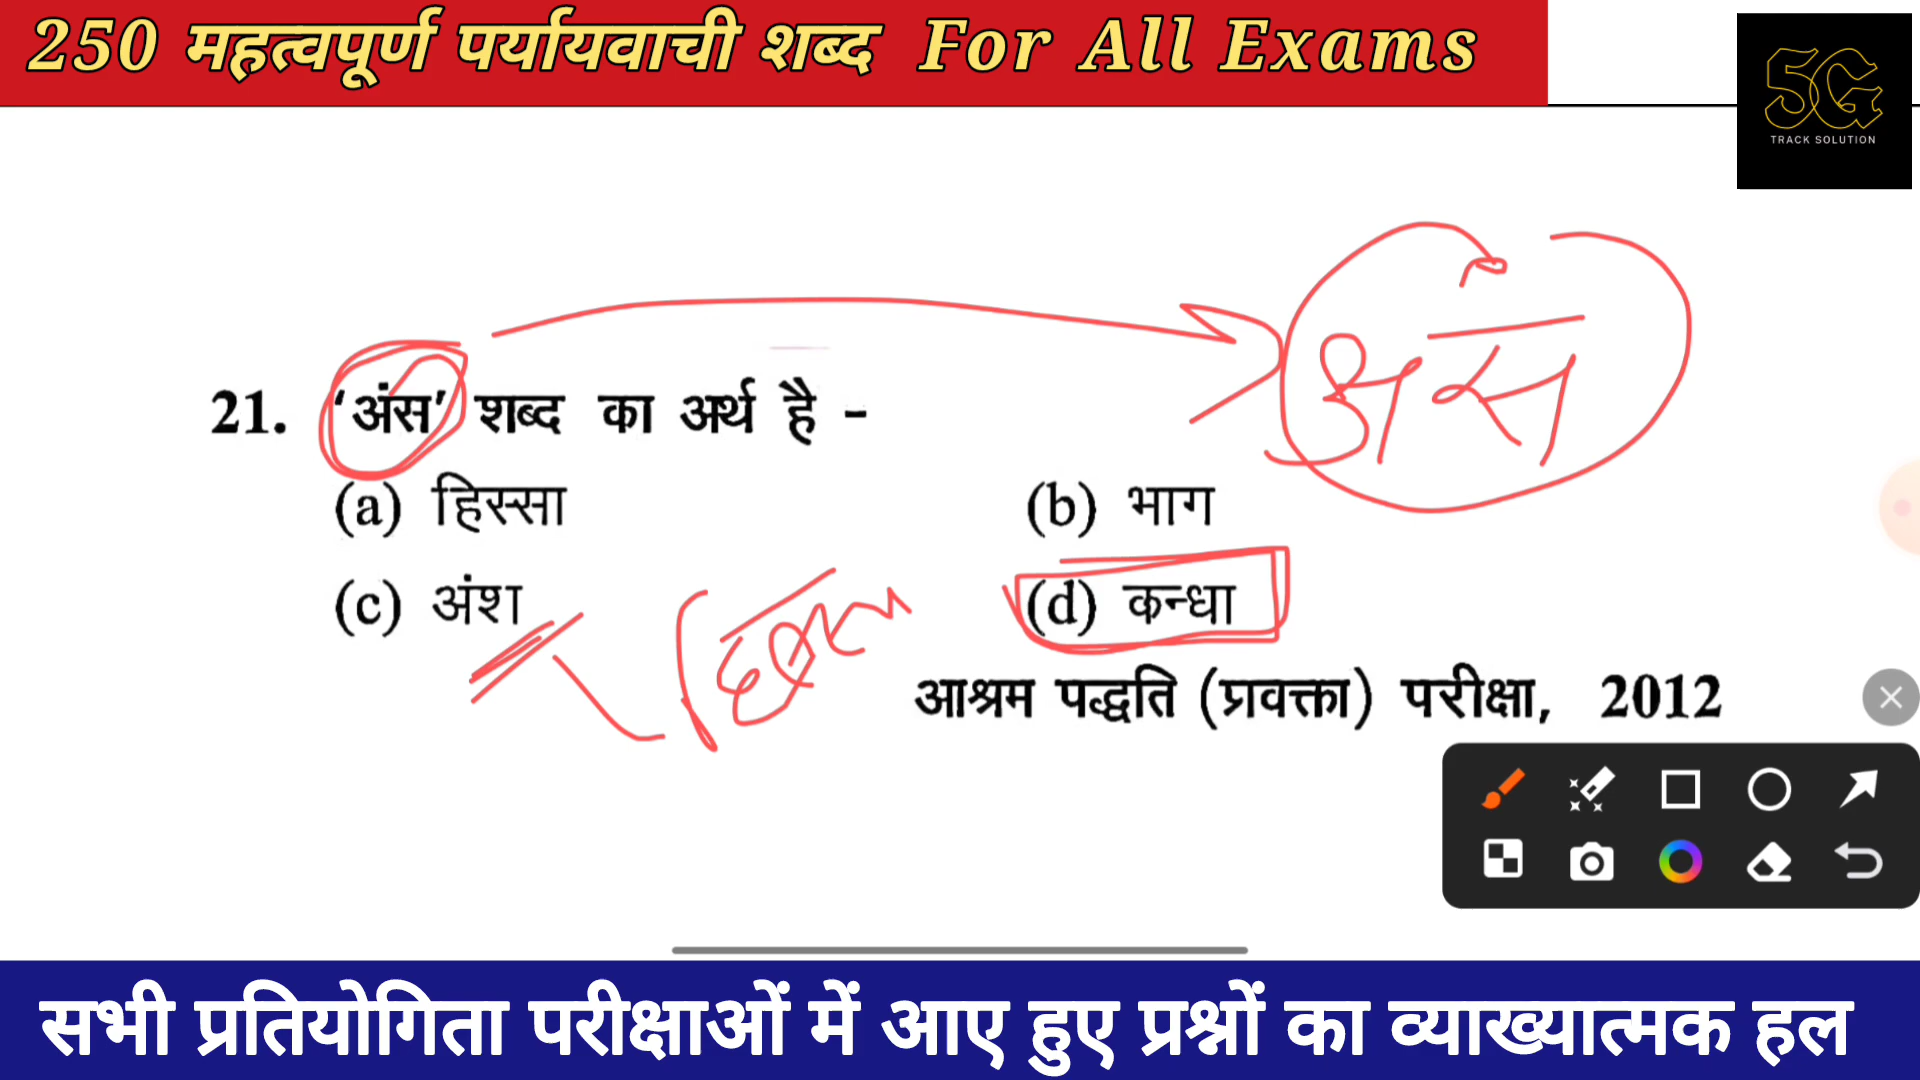 250 महत्वपूर्ण पर्यायवाची शब्द For All Exams
5G
TRACK SOLUTION
21. 'अंस' शब्द का अर्थ है -
अंस
(a) हिस्सा (b) भाग
(c) अंश (d) कन्धा
आश्रम पद्धति (प्रवक्ता) परीक्षा, 2012
सभी प्रतियोगिता परीक्षाओं में आए हुए प्रश्नों का व्याख्यात्मक हल